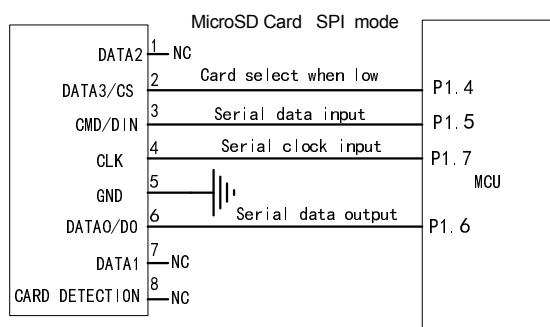 MicroSD Card SPI mode
DATA2 1 NC
DATA3/CS 2 Card select when low P1.4
CMD/DIN 3 Serial data input P1.5
CLK 4 Serial clock input P1.7
MCU
GND 5
DATA0/DO 6 Serial data output P1.6
DATA1 7 NC
CARD DETECTION 8 NC